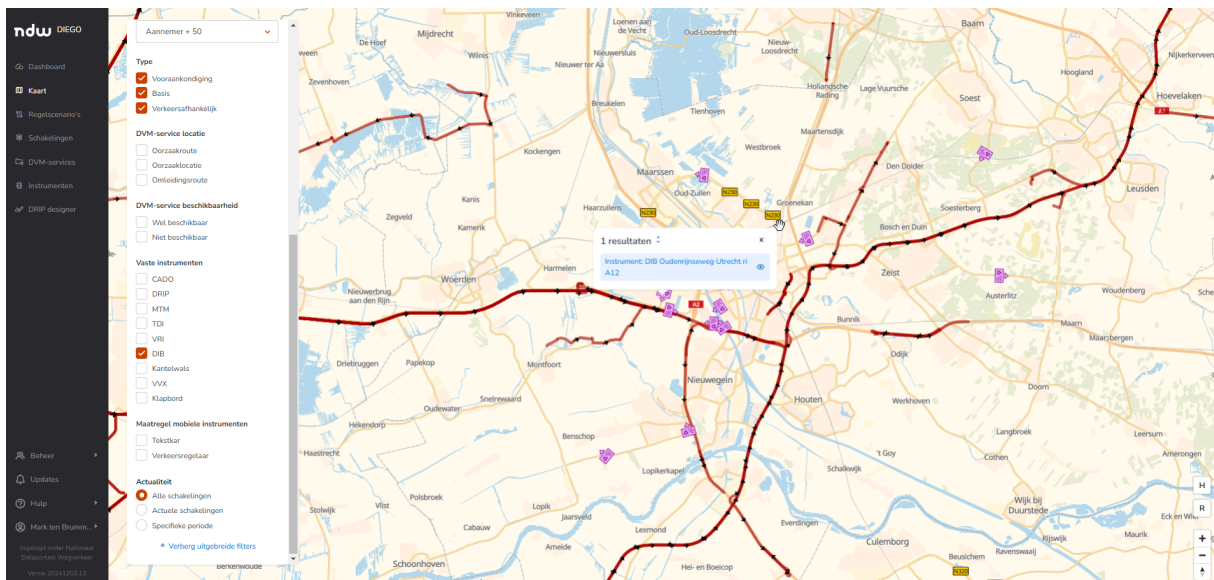 ndw DIEGO
Dashboard
Kaart
Regelscenario's
Schakelingen
DVM-services
Instrumenten
DRIP designer
Beheer
Updates
Hulp
Mark ten Brumm...
Ingelogd onder Nationaal
Dataportaal Wegverkeer
Versie 20241203.12
Aannemer + 50
Type
Vooraankondiging
Basis
Verkeersafhankelijk
DVM-service locatie
Oorzaakroute
Oorzaaklocatie
Omleidingsroute
DVM-service beschikbaarheid
Wel beschikbaar
Niet beschikbaar
Vaste instrumenten
CADO
DRIP
MTM
TDI
VRI
DIB
Kantelwals
VVX
Klapbord
Maatregel mobiele instrumenten
Tekstkar
Verkeersregelaar
Actualiteit
Alle schakelingen
Actuele schakelingen
Specifieke periode
Verberg uitgebreide filters
Berkenwoude
Vinkeveen
Mijdrecht
De Hoef
Wilnis
Zevenhoven
Loenen aan
de Vecht
Oud-Loosdrecht
Nieuwersluis
Nieuwer ter Aa
Nieuw-
Loosdrecht
Baarn
Nijkerkerveen
Hoogland
Hoevelaken
A1
Hollandsche
Rading
Lage Vuursche
Soest
Breukelen
Tienhoven
Maartensdijk
Westbroek
Kockengen
Maarssen
Den Dolder
Leusden
Oud-Zuilen
N230
N230
N230
N230
Groenekan
Soesterberg
Haarzuilens
Kanis
Zegveld
Kamerik
Bosch en Duin
1 resultaten
x
Instrument: DIB Oudenrijnseweg Utrecht ri
A12
Harmelen
Woerden
Zeist
Woudenberg
Nieuwerbrug
aan den Rijn
Austerlitz
A2
Bunnik
Maarn
Maarsbergen
Driebruggen
Papekop
Montfoort
Odijk
Nieuwegein
Doorn
Snelrewaard
Houten
Werkhoven
Oudewater
Hekendorp
Langbroek
Leersum
Benschop
Haastrecht
't Goy
Cothen
Amerongen
Lopikerkapel
Schalkwijk
H
Polsbroek
Wijk bij
Duurstede
R
Stolwijk
Vlist
Lopik
Jaarsveld
Cabauw
Everdingen
Lexmond
Ameide
Culemborg
Rijswijk
Maurik
Ravenswaaij
Beusichem
Schoonhoven
Hei- en Boeicop
N320
+
−